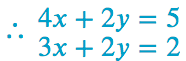 ∴ 4x + 2y = 5
3x + 2y = 2